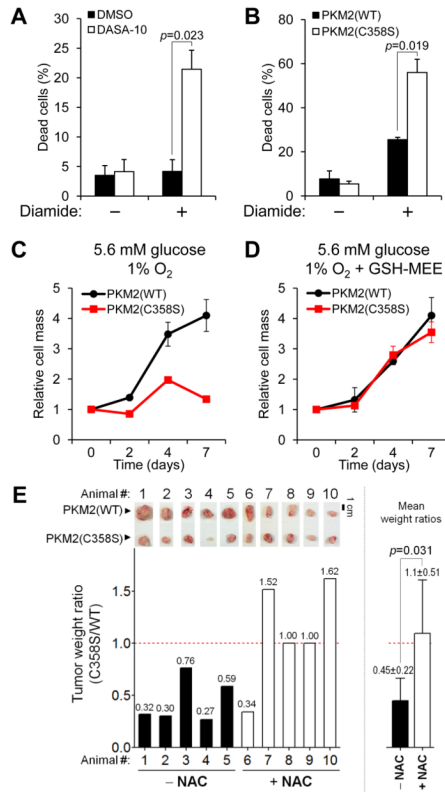 A
DMSO
DASA-10
p=0.023
Dead cells (%)
30
25
20
15
10
5
0
Diamide: – +
B
PKM2(WT)
PKM2(C358S)
p=0.019
Dead cells (%)
80
60
40
20
0
Diamide: – +
C
5.6 mM glucose
1% O2
PKM2(WT)
PKM2(C358S)
Relative cell mass
5
4
3
2
1
0
0 2 4 7
Time (days)
D
5.6 mM glucose
1% O2 + GSH-MEE
PKM2(WT)
PKM2(C358S)
Relative cell mass
5
4
3
2
1
0
0 2 4 7
Time (days)
E
Animal #: 1 2 3 4 5 6 7 8 9 10
PKM2(WT)
PKM2(C358S)
1 cm
Tumor weight ratio
(C358S/WT)
1.5
1.0
0.5
0.0
0.32 0.30 0.76 0.27 0.59 0.34 1.52 1.00 1.00 1.62
Animal #: 1 2 3 4 5 6 7 8 9 10
– NAC + NAC
Mean
weight ratios
p=0.031
1.1±0.51
0.45±0.22
– NAC
+ NAC